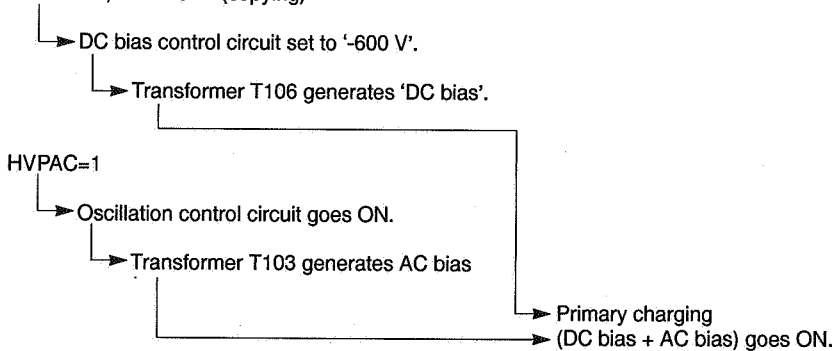 (copying)
DC bias control circuit set to ‘-600 V’.
Transformer T106 generates ‘DC bias’.
HVPAC=1
Oscillation control circuit goes ON.
Transformer T103 generates AC bias
Primary charging
(DC bias + AC bias) goes ON.